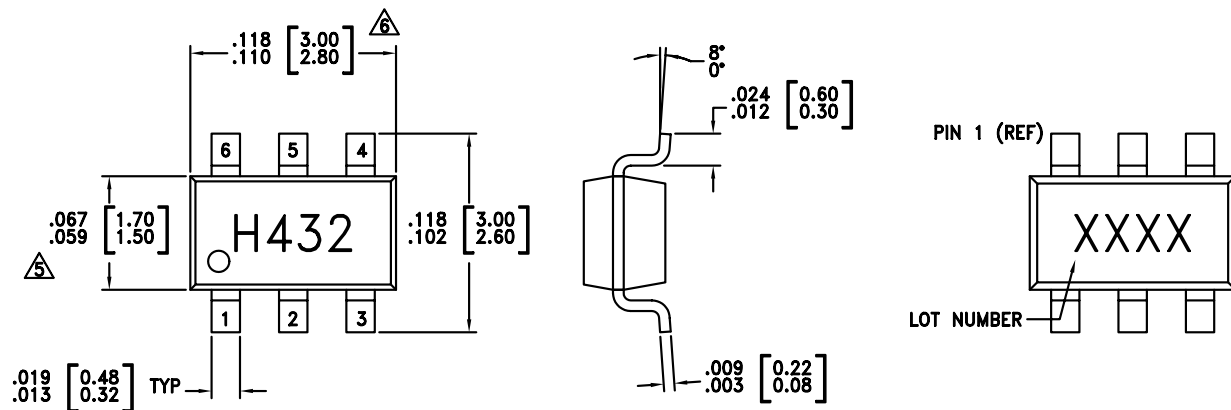 .118 [3.00]
.110 [2.80]
6
6 5 4
.067 [1.70]
.059 [1.50]
5
H432
.118 [3.00]
.102 [2.60]
1 2 3
.019 [0.48]
.013 [0.32]
TYP
8°
0°
.024 [0.60]
.012 [0.30]
.009 [0.22]
.003 [0.08]
PIN 1 (REF)
XXXX
LOT NUMBER